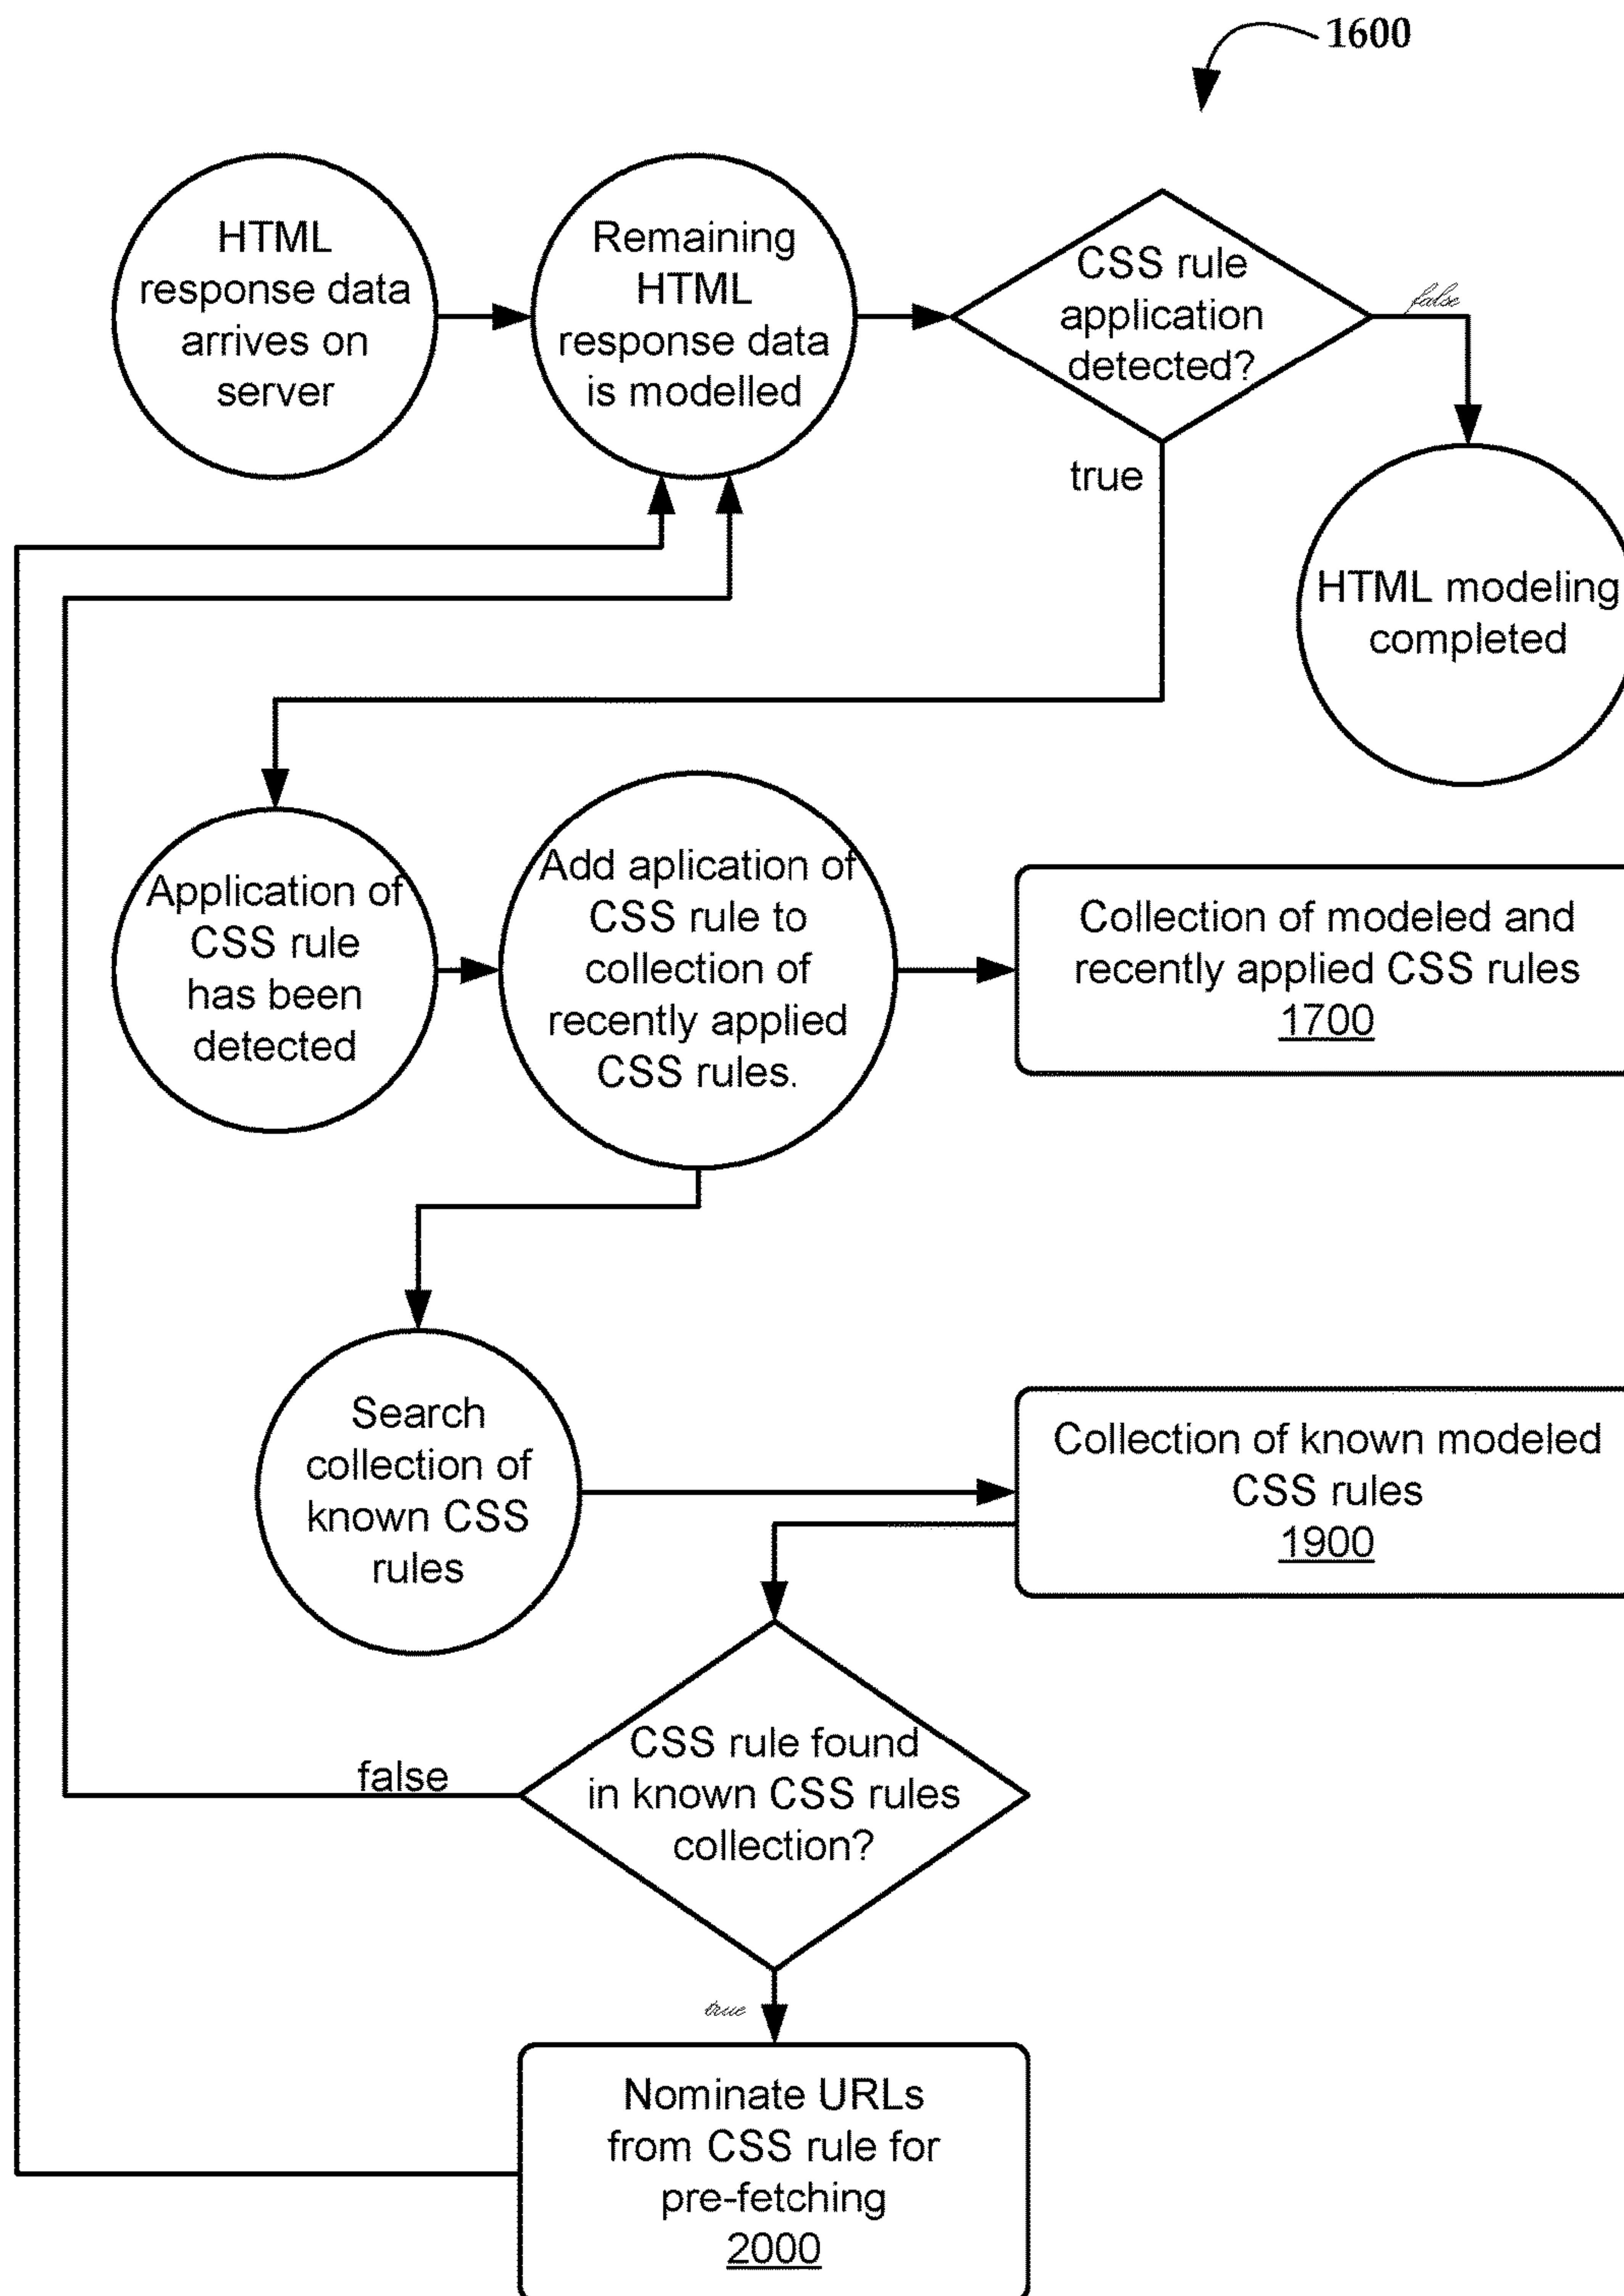 1600
HTML
response data
arrives on
server
Remaining
HTML
response data
is modelled
CSS rule
application
detected?
false
true
HTML modeling
completed
Application of
CSS rule
has been
detected
Add aplication of
CSS rule to
collection of
recently applied
CSS rules.
Collection of modeled and
recently applied CSS rules
1700
Search
collection of
known CSS
rules
Collection of known modeled
CSS rules
1900
CSS rule found
in known CSS rules
collection?
false
true
Nominate URLs
from CSS rule for
pre-fetching
2000